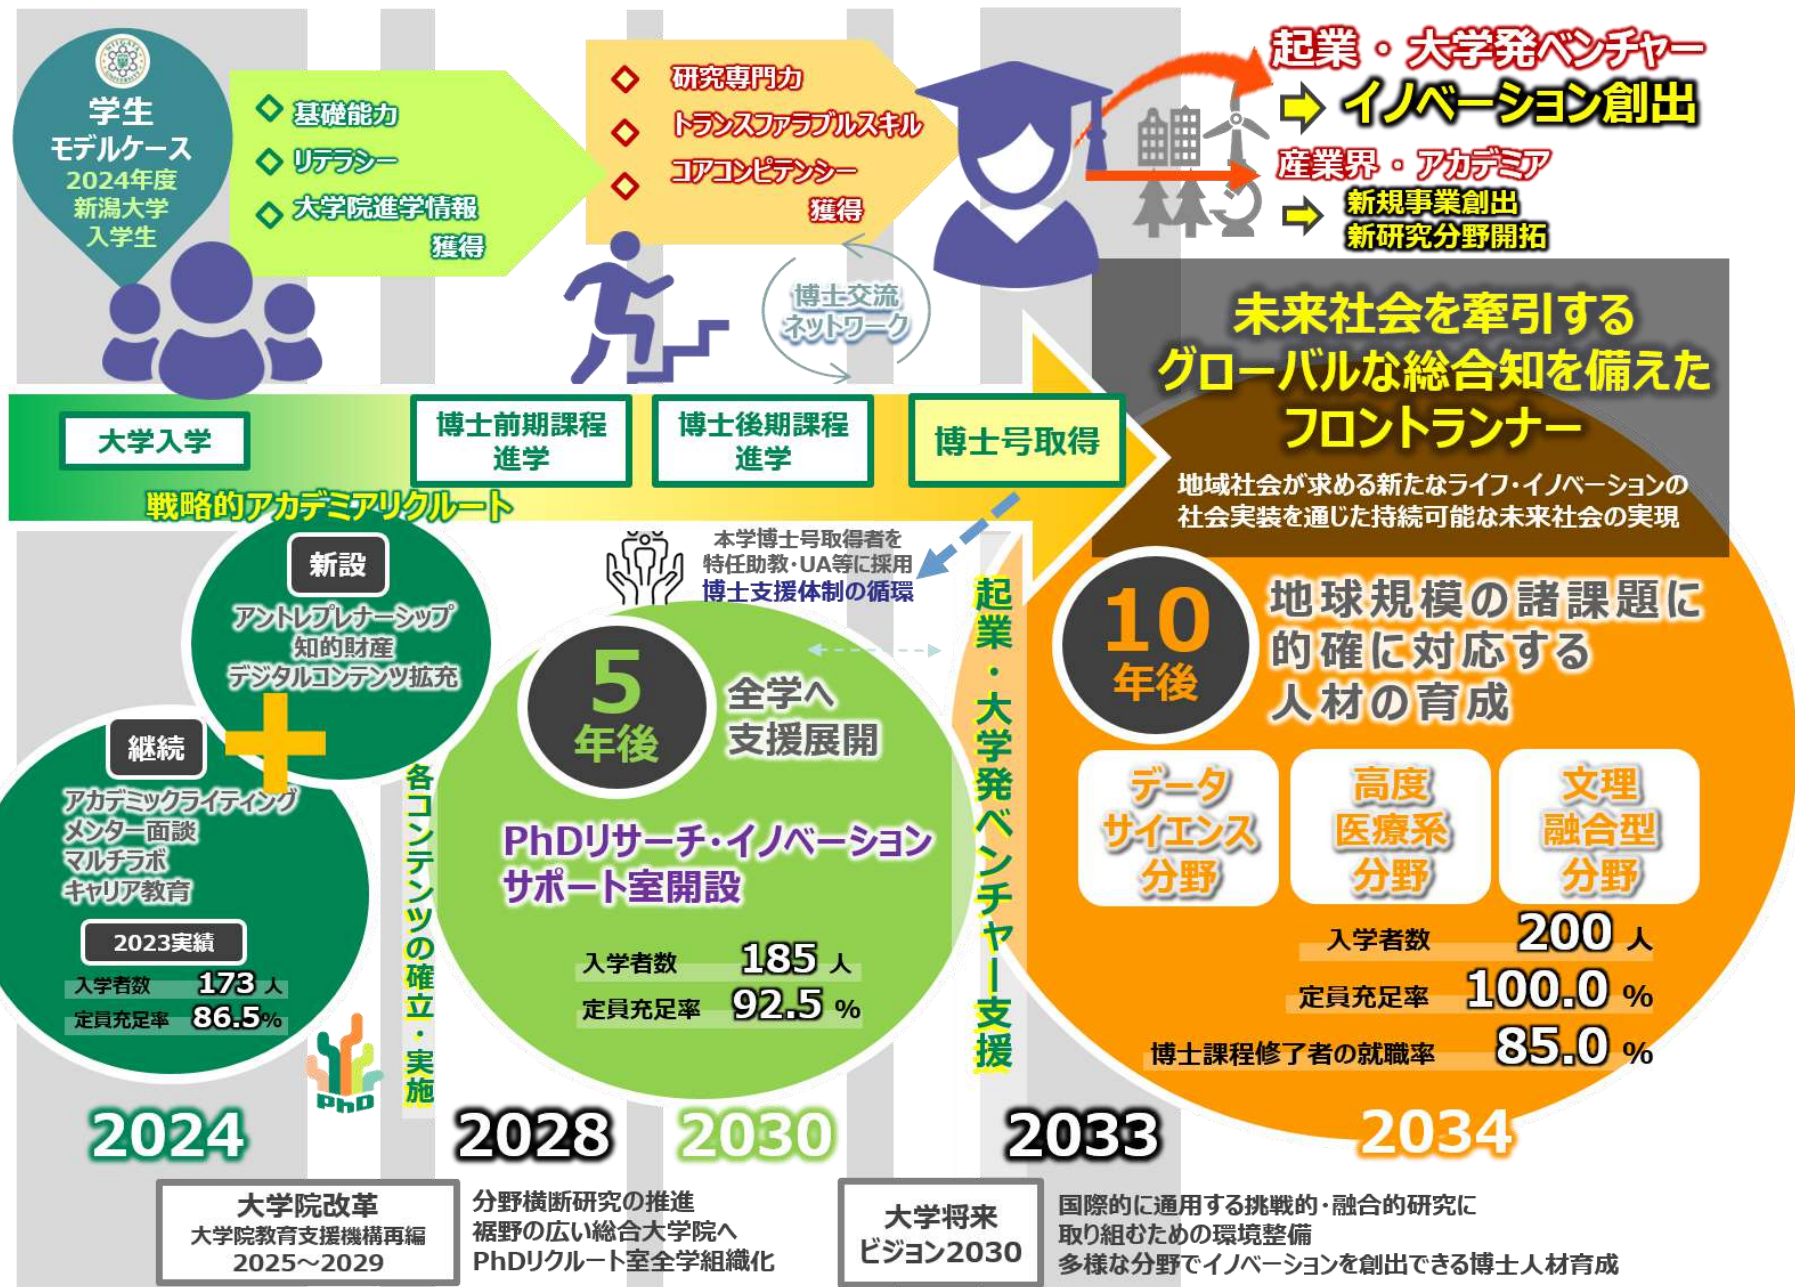 NIIGATA UNIVERSITY
学生
モデルケース
2024年度
新潟大学
入学生
基礎能力
リテラシー
大学院進学情報
獲得
研究専門力
トランスファラブルスキル
コアコンピテンシー
獲得
起業・大学発ベンチャー
イノベーション創出
産業界・アカデミア
新規事業創出
新研究分野開拓
博士交流
ネットワーク
未来社会を牽引する
グローバルな総合知を備えた
フロントランナー
地域社会が求める新たなライフ・イノベーションの
社会実装を通じた持続可能な未来社会の実現
大学入学
博士前期課程
進学
博士後期課程
進学
博士号取得
戦略的アカデミアリクルート
新設
アントレプレナーシップ
知的財産
デジタルコンテンツ拡充
継続
アカデミックライティング
メンター面談
マルチラボ
キャリア教育
2023実績
入学者数 173 人
定員充足率 86.5%
PhD
各コンテンツの確立・実施
本学博士号取得者を
特任助教・UA等に採用
博士支援体制の循環
5
年後
全学へ
支援展開
PhDリサーチ・イノベーション
サポート室開設
入学者数 185 人
定員充足率 92.5 %
起業・大学発ベンチャー支援
10
年後
地球規模の諸課題に
的確に対応する
人材の育成
データ
サイエンス
分野
高度
医療系
分野
文理
融合型
分野
入学者数 200 人
定員充足率 100.0 %
博士課程修了者の就職率 85.0 %
2024
2028
2030
2033
2034
大学院改革
大学院教育支援機構再編
2025～2029
分野横断研究の推進
裾野の広い総合大学院へ
PhDリクルート室全学組織化
大学将来
ビジョン2030
国際的に通用する挑戦的・融合的研究に
取り組むための環境整備
多様な分野でイノベーションを創出できる博士人材育成